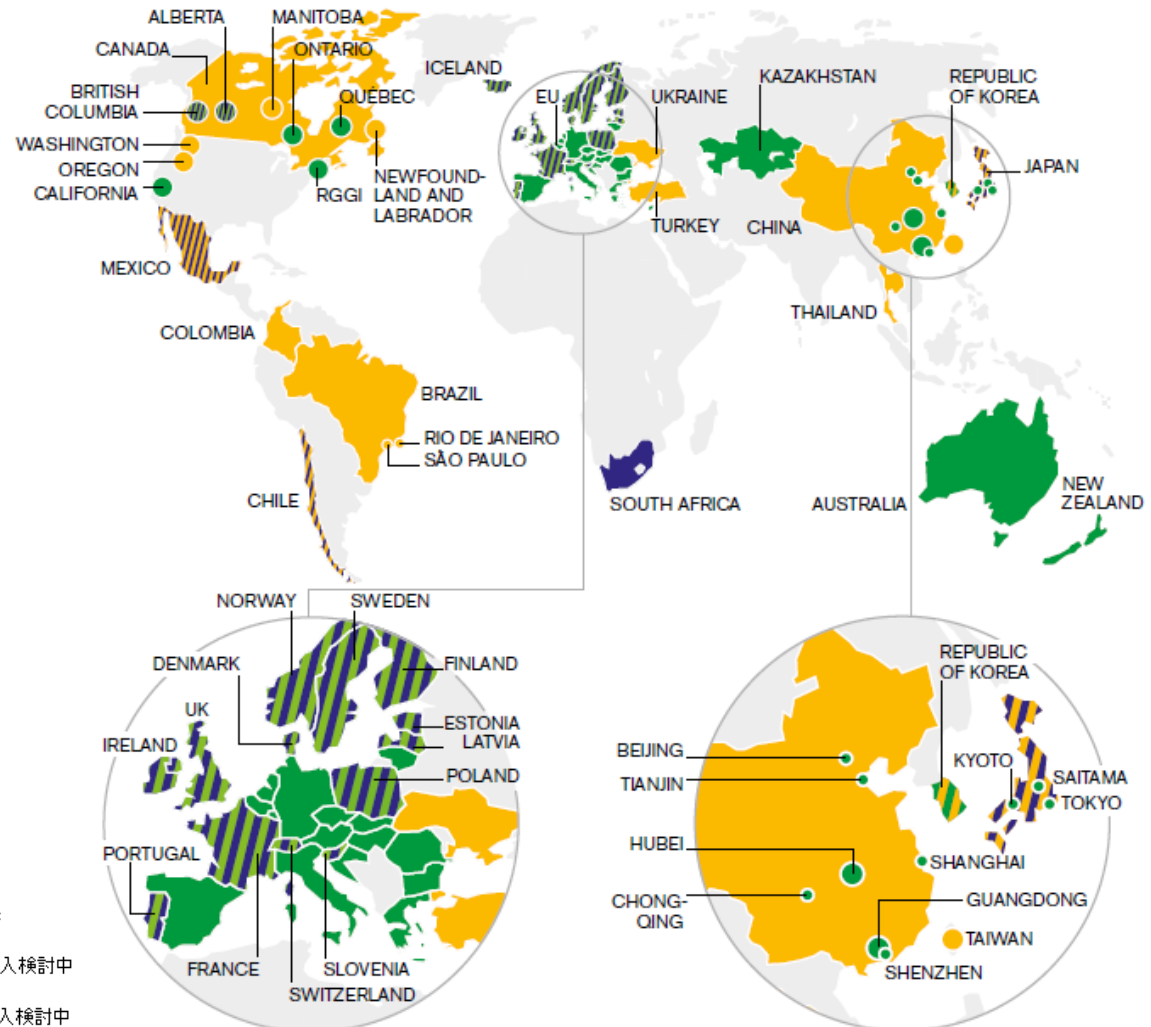 ALBERTA
MANITOBA
CANADA
ONTARIO
BRITISH
COLUMBIA
QUÉBEC
WASHINGTON
OREGON
CALIFORNIA
RGGI
NEWFOUND-
LAND AND
LABRADOR
MEXICO
ICELAND
EU
UKRAINE
TURKEY
KAZAKHSTAN
REPUBLIC
OF KOREA
JAPAN
CHINA
THAILAND
COLOMBIA
BRAZIL
RIO DE JANEIRO
SÃO PAULO
CHILE
SOUTH AFRICA
AUSTRALIA
NEW
ZEALAND
NORWAY
SWEDEN
DENMARK
FINLAND
UK
IRELAND
ESTONIA
LATVIA
POLAND
PORTUGAL
FRANCE
SLOVENIA
SWITZERLAND
REPUBLIC
OF KOREA
BEIJING
TIANJIN
KYOTO
SAITAMA
TOKYO
HUBEI
SHANGHAI
CHONG-
QING
GUANGDONG
TAIWAN
SHENZHEN
入検討中
入検討中